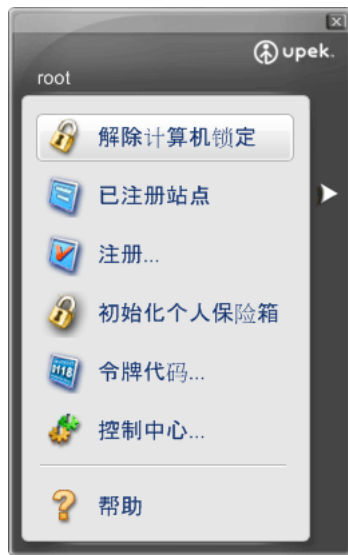 upek.
root
解除计算机锁定
已注册站点
注册...
初始化个人保险箱
令牌代码...
控制中心...
帮助